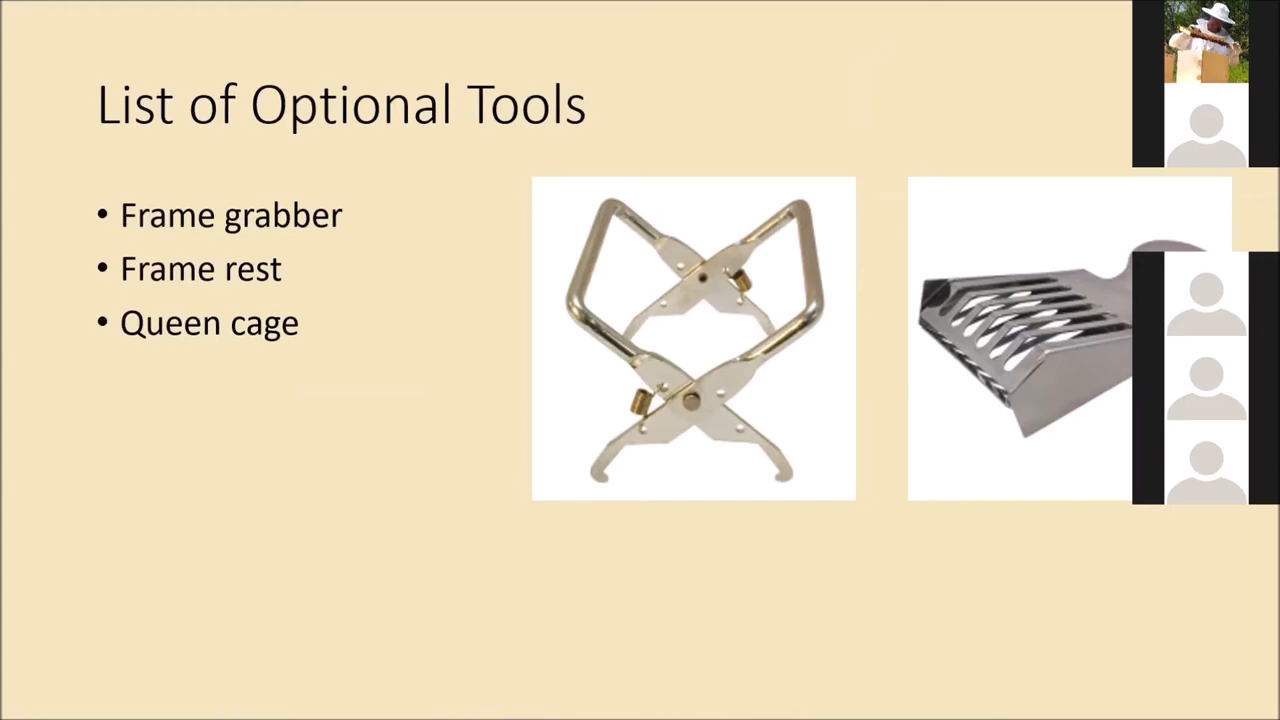 List of Optional Tools
• Frame grabber
• Frame rest
• Queen cage